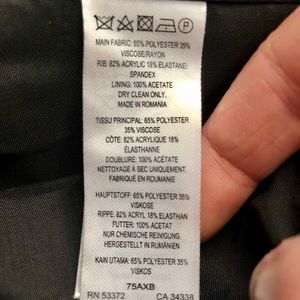 MAIN FABRIC: 65% POLYESTER 35%
VISCOSE/RAYON
RIB: 82% ACRYLIC 18% ELASTANE/
SPANDEX
LINING: 100% ACETATE
DRY CLEAN ONLY.
MADE IN ROMANIA
TISSU PRINCIPAL: 65% POLYESTER
35% VISCOSE
CÔTE: 82% ACRYLIQUE 18%
ÉLASTHANNE
DOUBLURE: 100% ACÉTATE
NETTOYAGE À SEC UNIQUEMENT.
FABRIQUÉ EN ROUMANIE
HAUPTSTOFF: 65% POLYESTER 35%
VISKOSE
RIPPE: 82% ACRYL 18% ELASTHAN
FUTTER: 100% ACETAT
NUR CHEMISCHE REINIGUNG
HERGESTELLT IN RUMÄNIEN
KAIN UTAMA: 65% POLYESTER 35%
VISKOS
75AXB
RN 53372 CA 34338